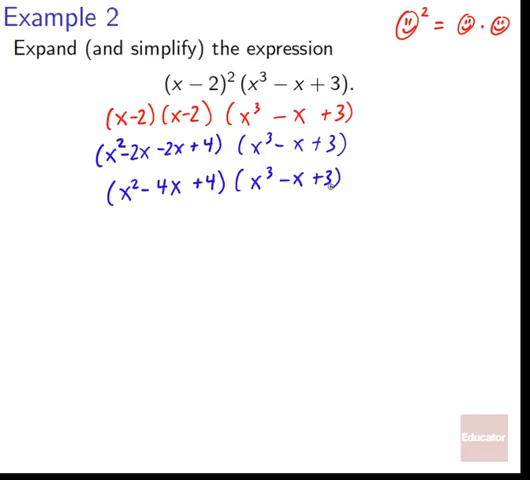 Example 2
☺² = ☺ · ☺
Expand (and simplify) the expression
(x − 2)² (x³ − x + 3).
(x-2) (x-2) (x³ - x + 3)
(x²-2x -2x + 4) (x³ - x + 3)
(x² - 4x + 4) (x³ - x + 3)
Educator